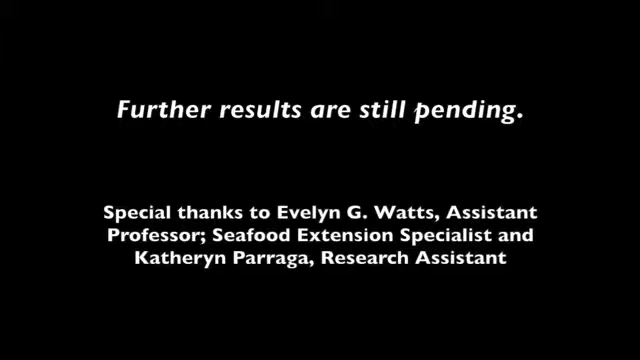 Further results are still pending.
Special thanks to Evelyn G. Watts, Assistant
Professor; Seafood Extension Specialist and
Katheryn Parraga, Research Assistant